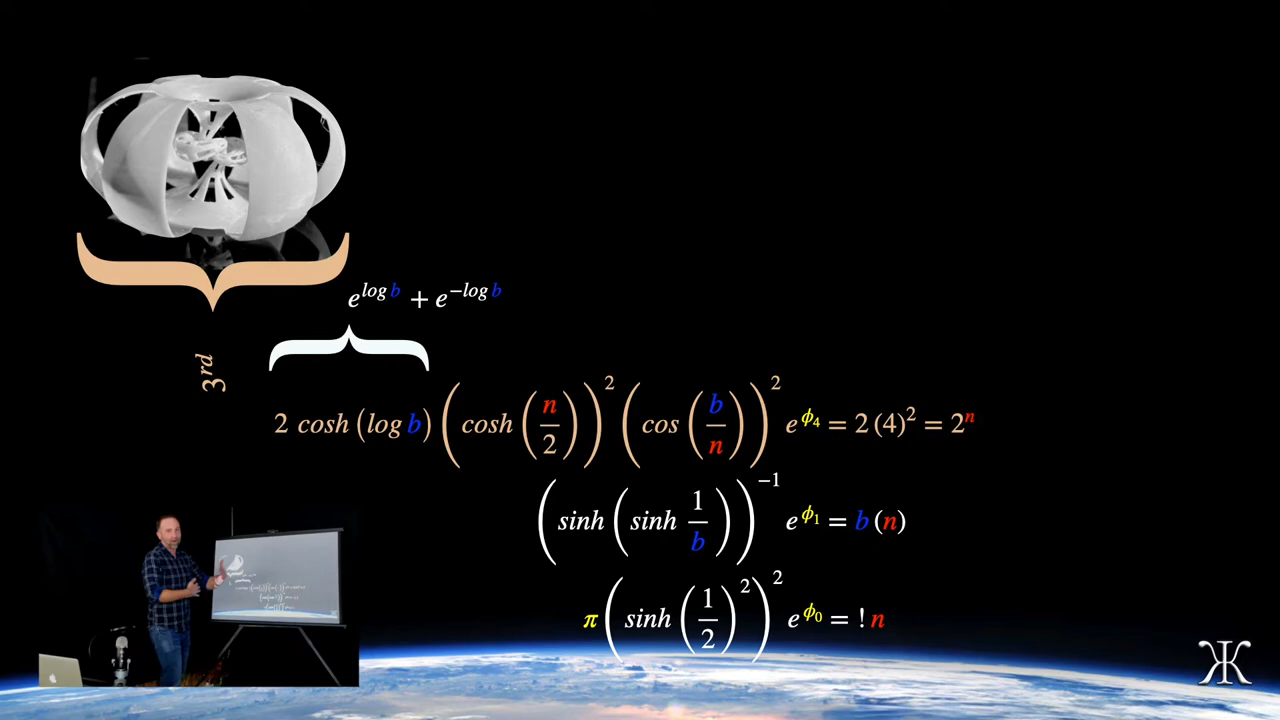 e^{log b} + e^{-log b}
3^{rd}
2 cosh (log b) (cosh (n/2))^2 (cos (b/n))^2 e^{ϕ_4} = 2 (4)^2 = 2^n
(sinh (sinh 1/b))^{-1} e^{ϕ_1} = b (n)
π (sinh (1/2)^2)^2 e^{ϕ_0} = ! n